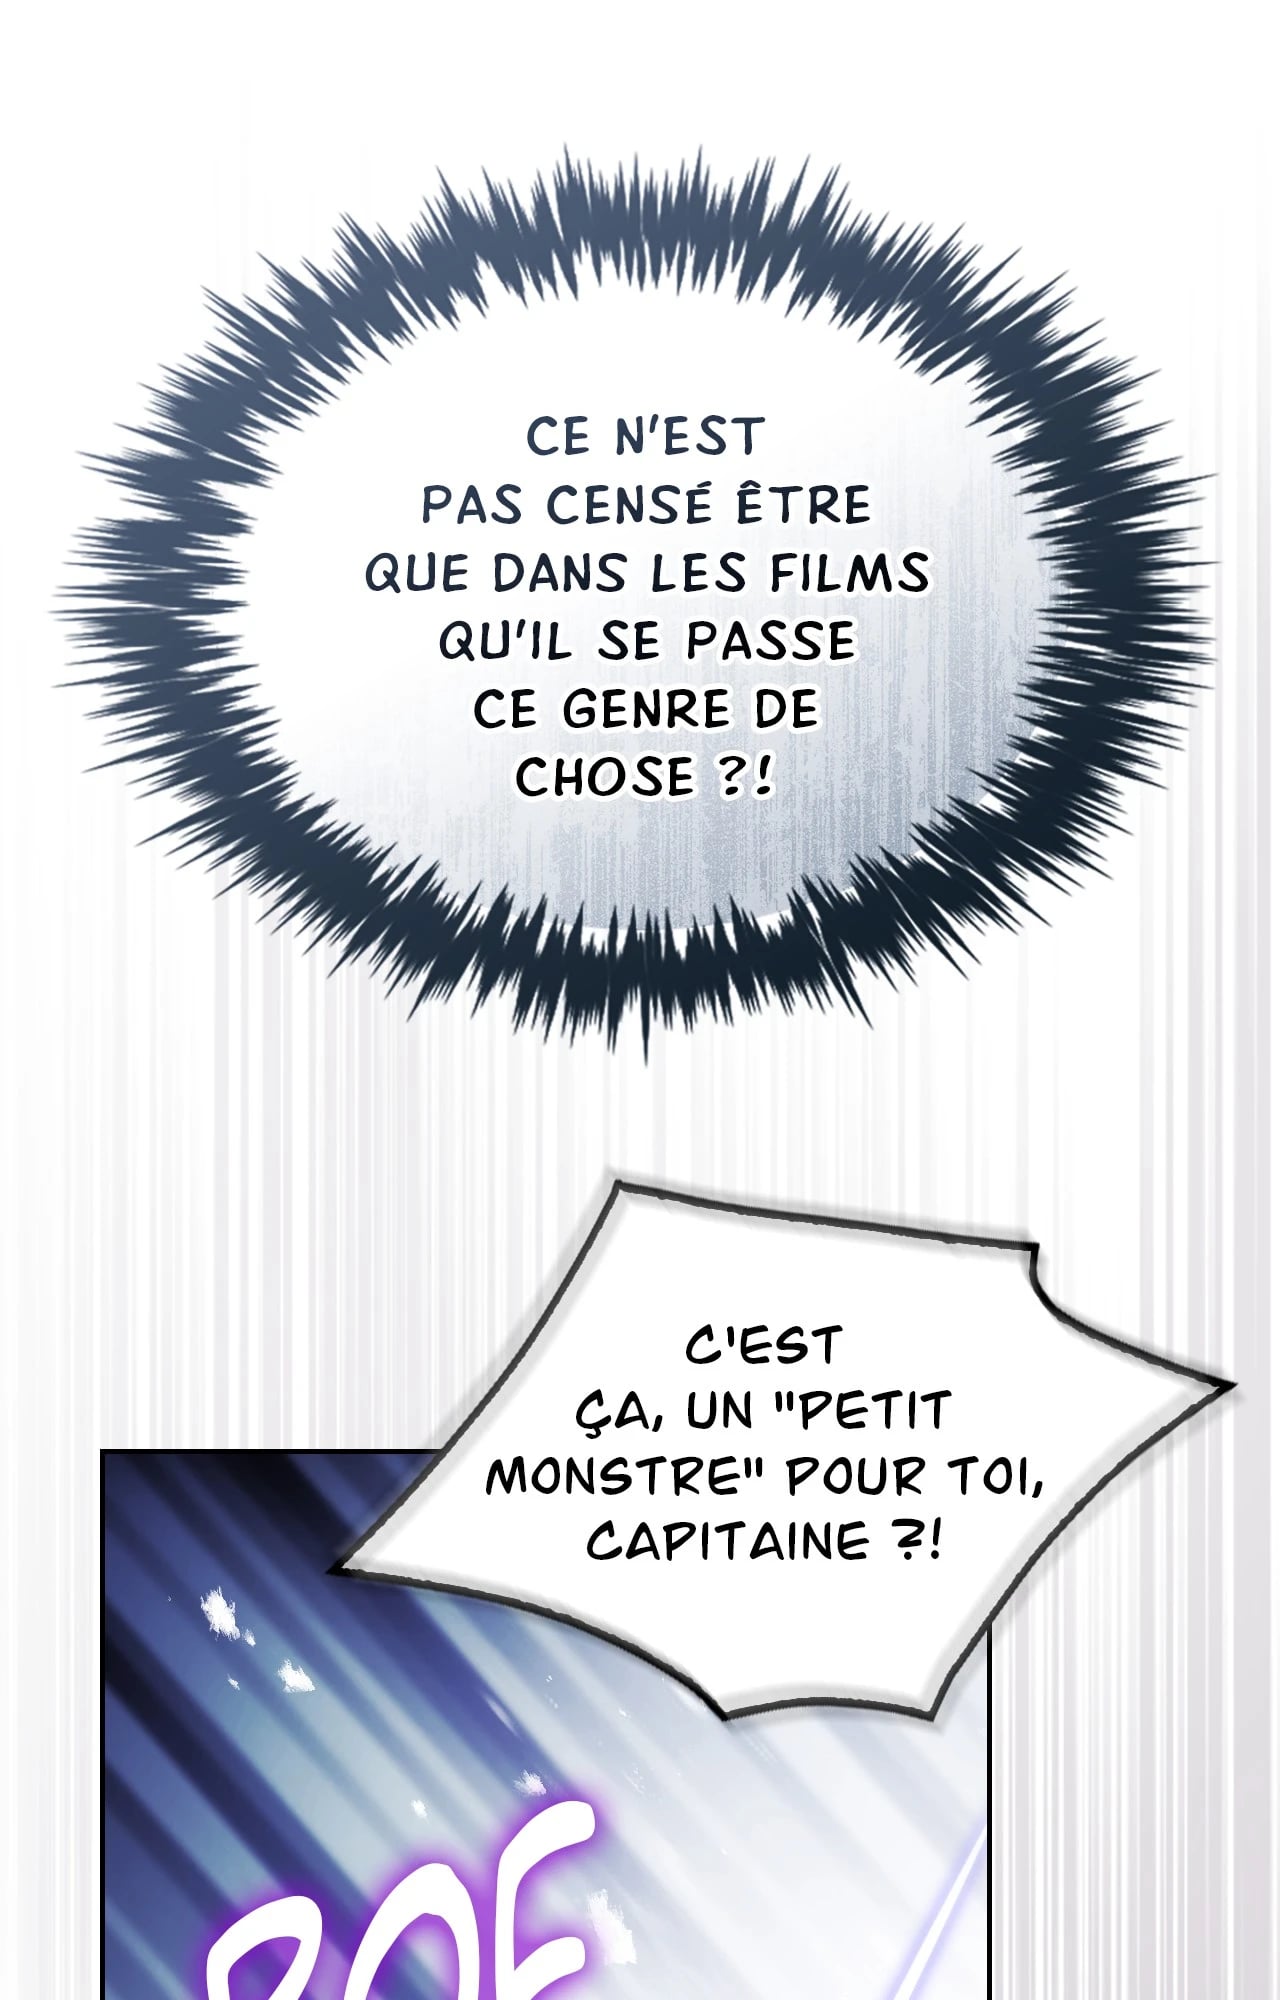 CE N'EST
PAS CENSÉ ÊTRE
QUE DANS LES FILMS
QU'IL SE PASSE
CE GENRE DE
CHOSE ?!
C'EST
ÇA, UN "PETIT
MONSTRE" POUR TOI,
CAPITAINE ?!